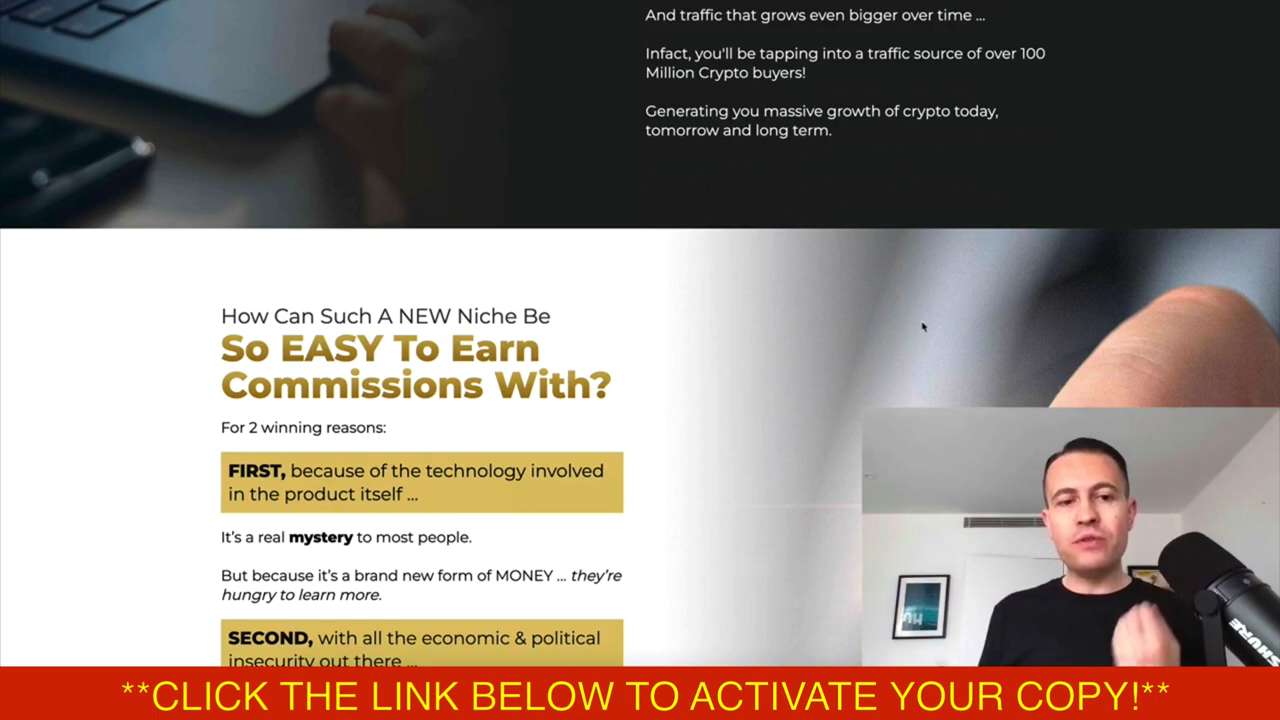 And traffic that grows even bigger over time ...
Infact, you'll be tapping into a traffic source of over 100
Million Crypto buyers!
Generating you massive growth of crypto today,
tomorrow and long term.
How Can Such A NEW Niche Be
So EASY To Earn
Commissions With?
For 2 winning reasons:
FIRST, because of the technology involved
in the product itself ...
It's a real mystery to most people.
But because it's a brand new form of MONEY ... they're
hungry to learn more.
SECOND, with all the economic & political
insecurity out there ...
SHURE
**CLICK THE LINK BELOW TO ACTIVATE YOUR COPY!**